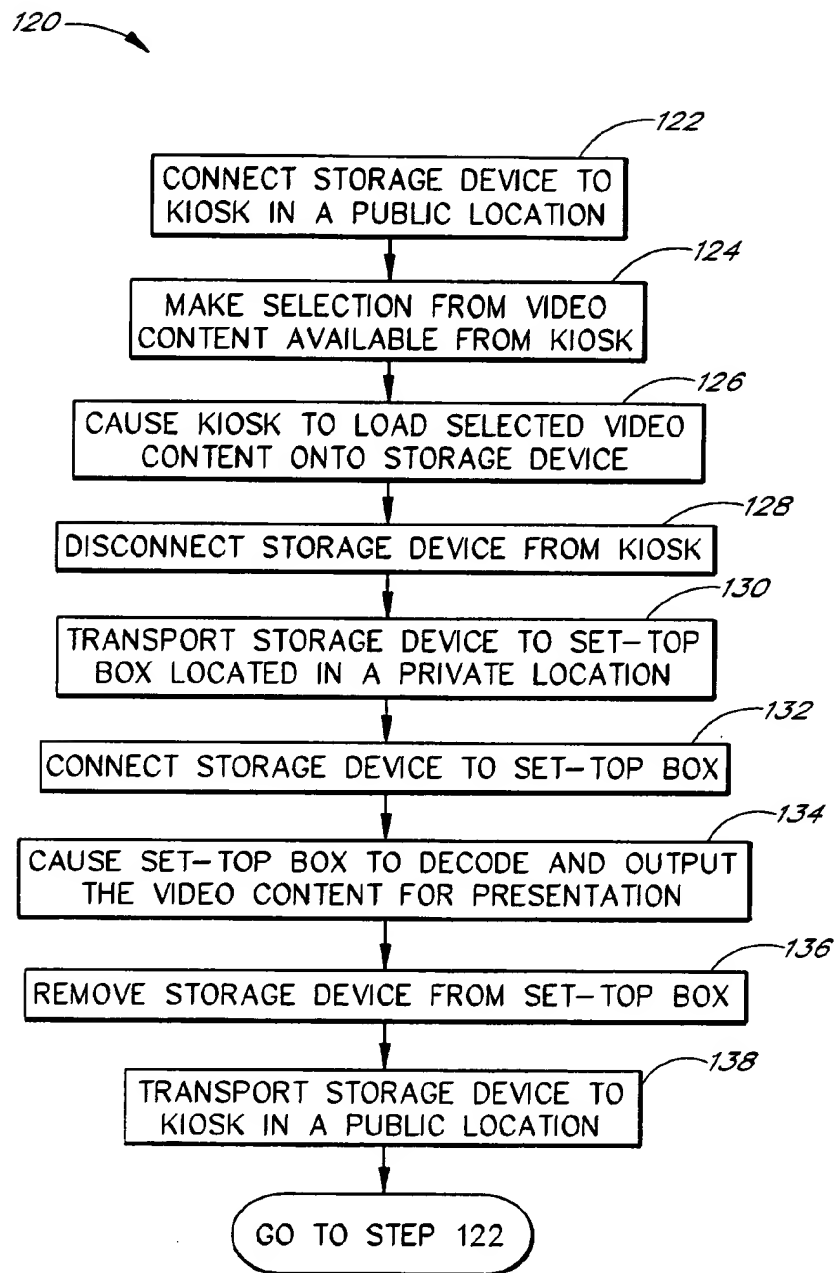 120
122
CONNECT STORAGE DEVICE TO
KIOSK IN A PUBLIC LOCATION
124
MAKE SELECTION FROM VIDEO
CONTENT AVAILABLE FROM KIOSK
126
CAUSE KIOSK TO LOAD SELECTED VIDEO
CONTENT ONTO STORAGE DEVICE
128
DISCONNECT STORAGE DEVICE FROM KIOSK
130
TRANSPORT STORAGE DEVICE TO SET-TOP
BOX LOCATED IN A PRIVATE LOCATION
132
CONNECT STORAGE DEVICE TO SET-TOP BOX
134
CAUSE SET-TOP BOX TO DECODE AND OUTPUT
THE VIDEO CONTENT FOR PRESENTATION
136
REMOVE STORAGE DEVICE FROM SET-TOP BOX
138
TRANSPORT STORAGE DEVICE TO
KIOSK IN A PUBLIC LOCATION
GO TO STEP 122